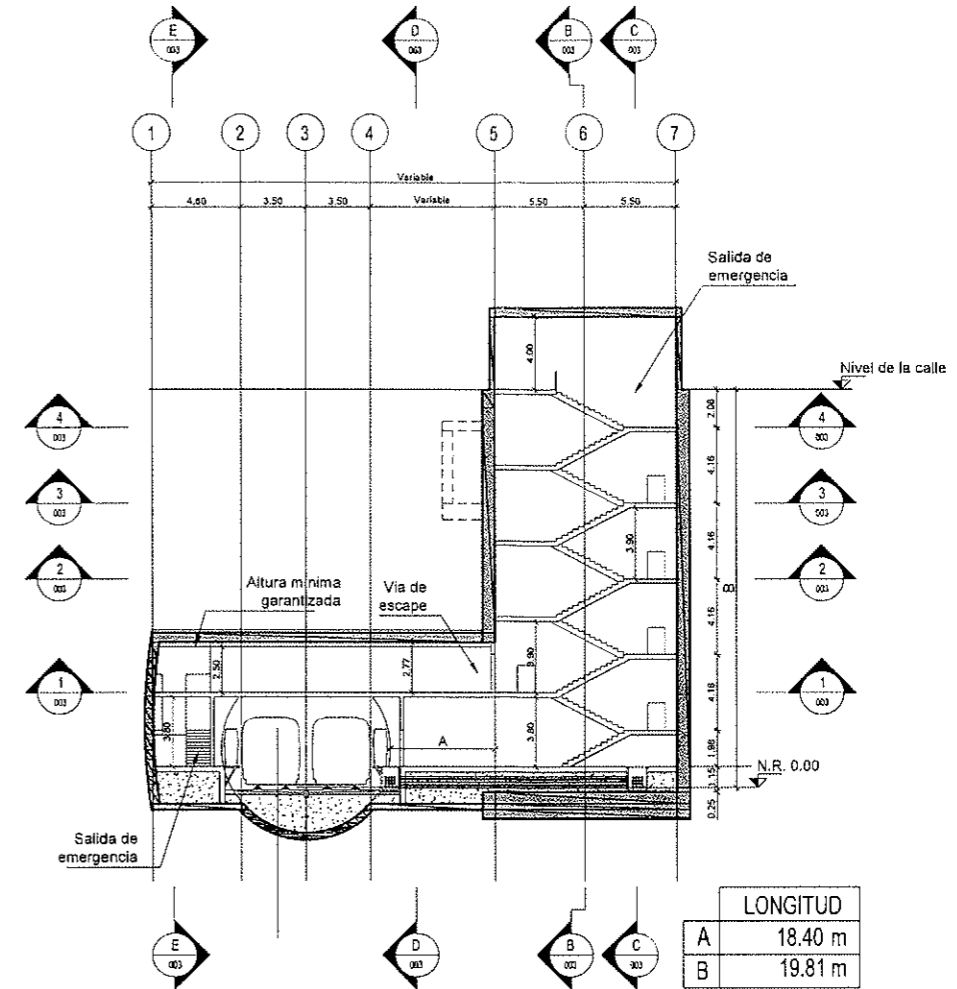 E
003
D
003
B
003
C
003
1
2
3
4
5
6
7
Variable
4.60
3.50
3.50
Variable
5.50
5.50
Salida de
emergencia
4.00
Nivel de la calle
4
003
4
003
2.08
4.16
3
003
3
003
3.90
4.16
2
003
2
003
B
Altura mínima
garantizada
Vía de
escape
4.16
2.50
2.77
3.90
1
003
1
003
4.16
3.80
A
3.80
1.98
N.R. 0.00
1.15
0.25
Salida de
emergencia
E
003
D
003
B
003
C
003
LONGITUD
A 18.40 m
B 19.81 m